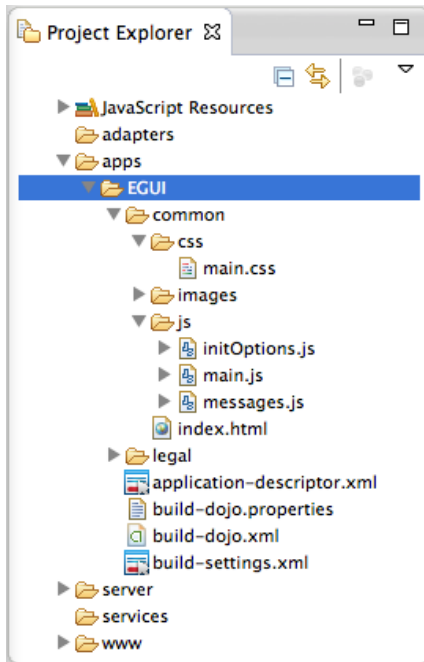 Project Explorer
JavaScript Resources
adapters
apps
EGUI
common
css
main.css
images
js
initOptions.js
main.js
messages.js
index.html
legal
application-descriptor.xml
build-dojo.properties
build-dojo.xml
build-settings.xml
server
services
www